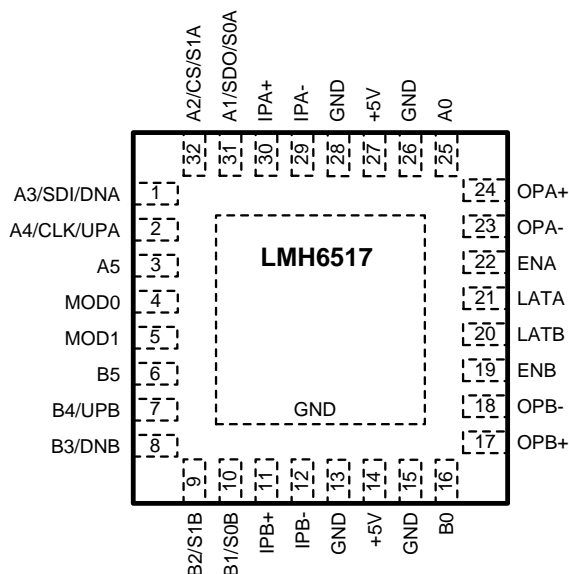 A2/CS/S1A
A1/SDO/S0A
IPA+
IPA-
GND
+5V
GND
A0
32
31
30
29
28
27
26
25
A3/SDI/DNA 1
A4/CLK/UPA 2
A5 3
MOD0 4
MOD1 5
B5 6
B4/UPB 7
B3/DNB 8
LMH6517
GND
24 OPA+
23 OPA-
22 ENA
21 LATA
20 LATB
19 ENB
18 OPB-
17 OPB+
9
10
11
12
13
14
15
16
B2/S1B
B1/S0B
IPB+
IPB-
GND
+5V
GND
B0